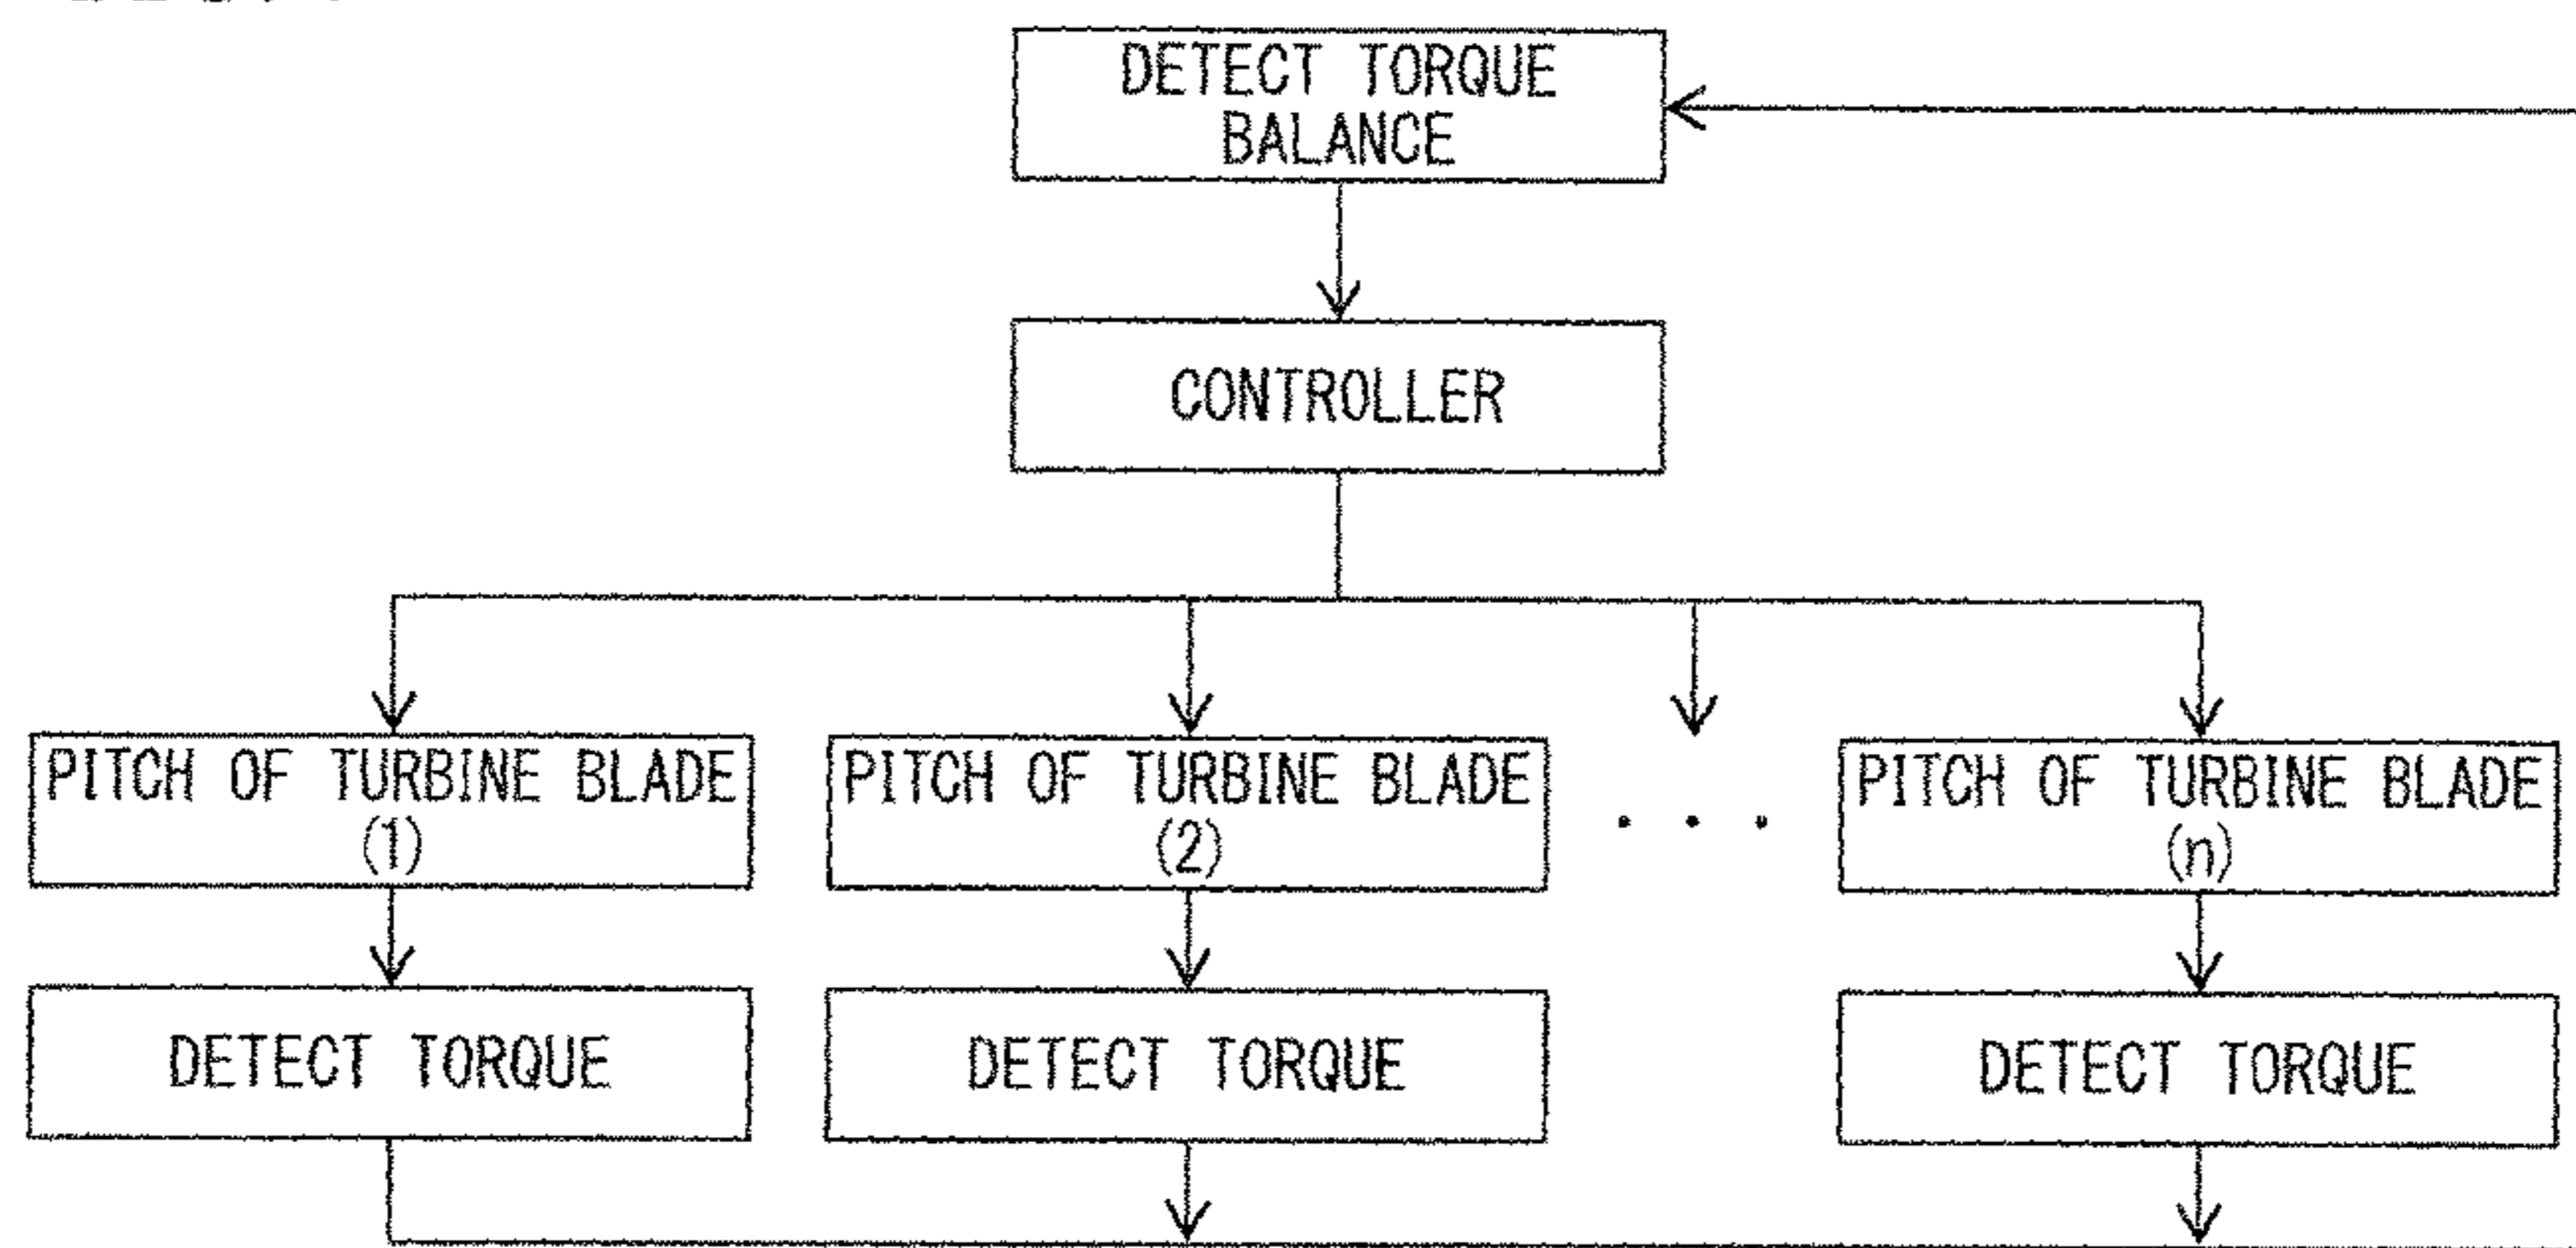 DETECT TORQUE
BALANCE
CONTROLLER
PITCH OF TURBINE BLADE
(1)
PITCH OF TURBINE BLADE
(2)
. . .
PITCH OF TURBINE BLADE
(n)
DETECT TORQUE
DETECT TORQUE
DETECT TORQUE